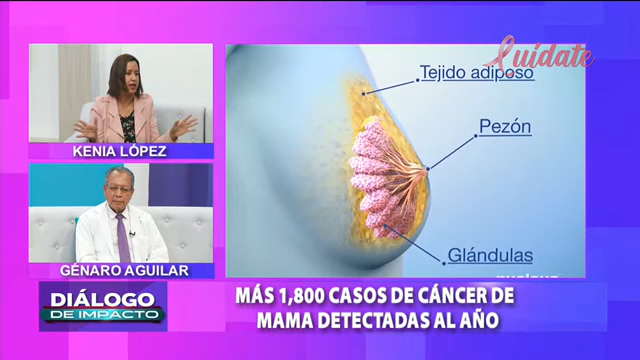 Cuídate
Tejido adiposo
Pezón
Glándulas
KENIA LÓPEZ
GÉNARO AGUILAR
DIÁLOGO
DE IMPACTO
MÁS 1,800 CASOS DE CÁNCER DE
MAMA DETECTADAS AL AÑO